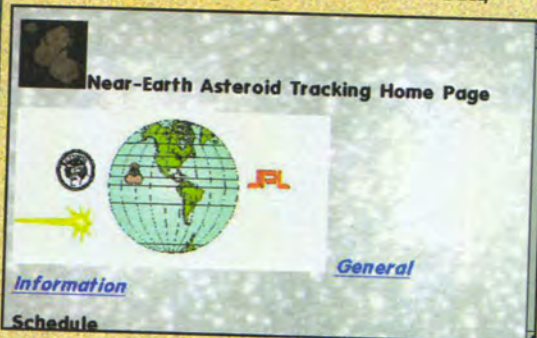 Near-Earth Asteroid Tracking Home Page
JPL
General
Information
Schedule